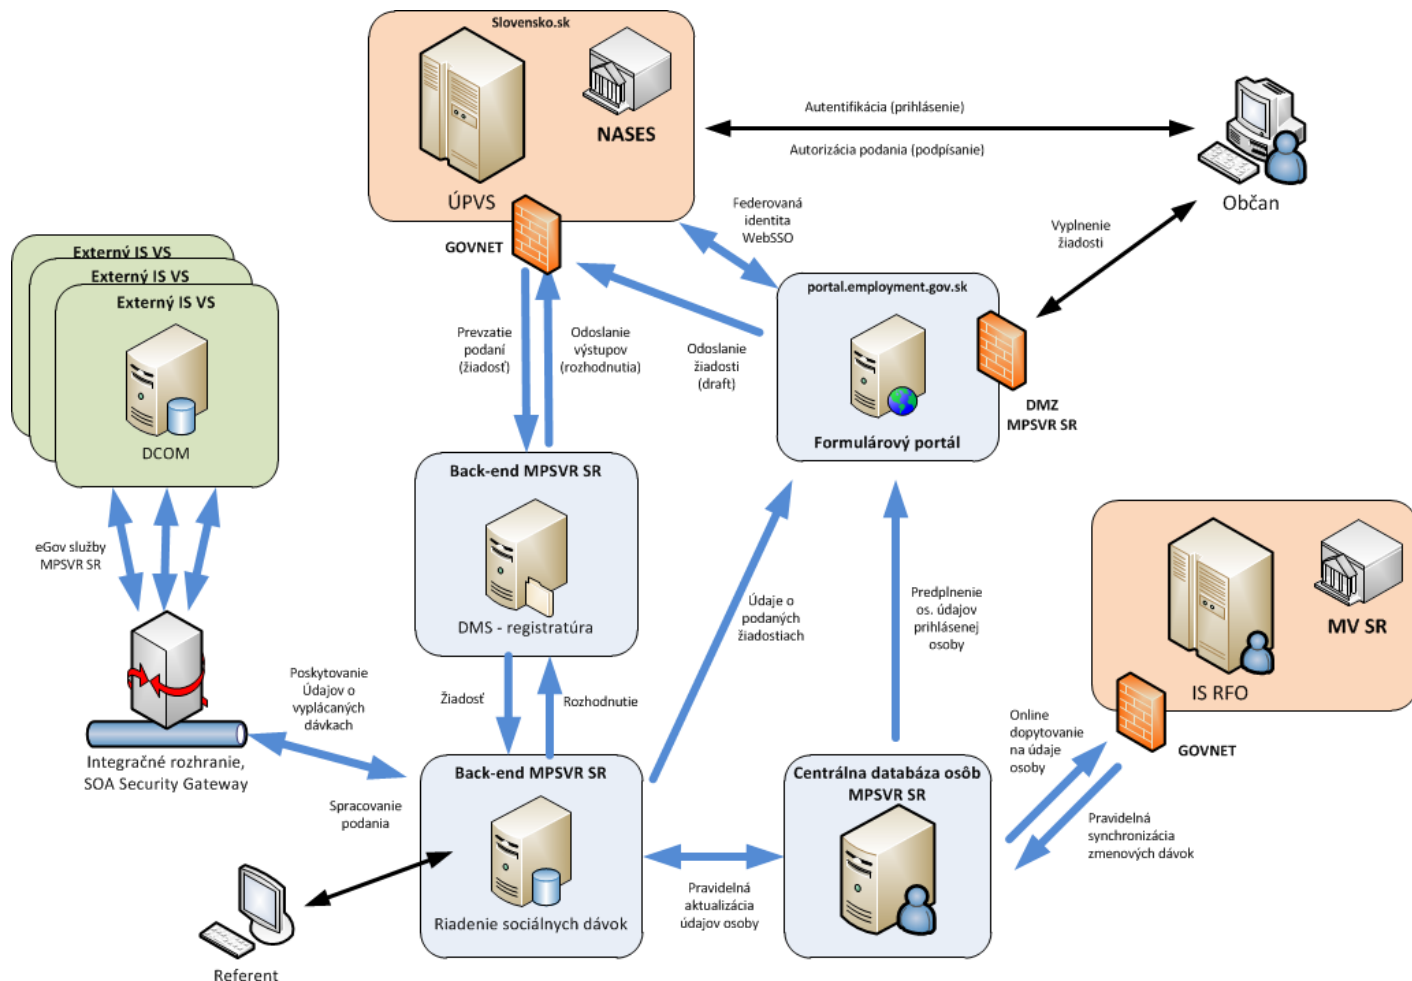 Slovensko.sk
NASES
ÚPVS
GOVNET
Autentifikácia (prihlásenie)
Autorizácia podania (podpísanie)
Občan
Federovaná
identita
WebSSO
Vyplnenie
žiadosti
Externý IS VS
Externý IS VS
Externý IS VS
DCOM
portal.employment.gov.sk
Formulárový portál
DMZ
MPSVR SR
Prevzatie
podaní
(žiadosť)
Odoslanie
výstupov
(rozhodnutia)
Odoslanie
žiadosti
(draft)
Back-end MPSVR SR
DMS - registratúra
eGov služby
MPSVR SR
Údaje o
podaných
žiadostiach
Predplnenie
os. údajov
prihlásenej
osoby
MV SR
IS RFO
GOVNET
Poskytovanie
Údajov o
vyplácaných
dávkach
Žiadosť
Rozhodnutie
Online
dopytovanie
na údaje
osoby
Integračné rozhranie,
SOA Security Gateway
Back-end MPSVR SR
Riadenie sociálnych dávok
Centrálna databáza osôb
MPSVR SR
Spracovanie
podania
Pravidelná
synchronizácia
zmenových dávok
Pravidelná
aktualizácia
údajov osoby
Referent